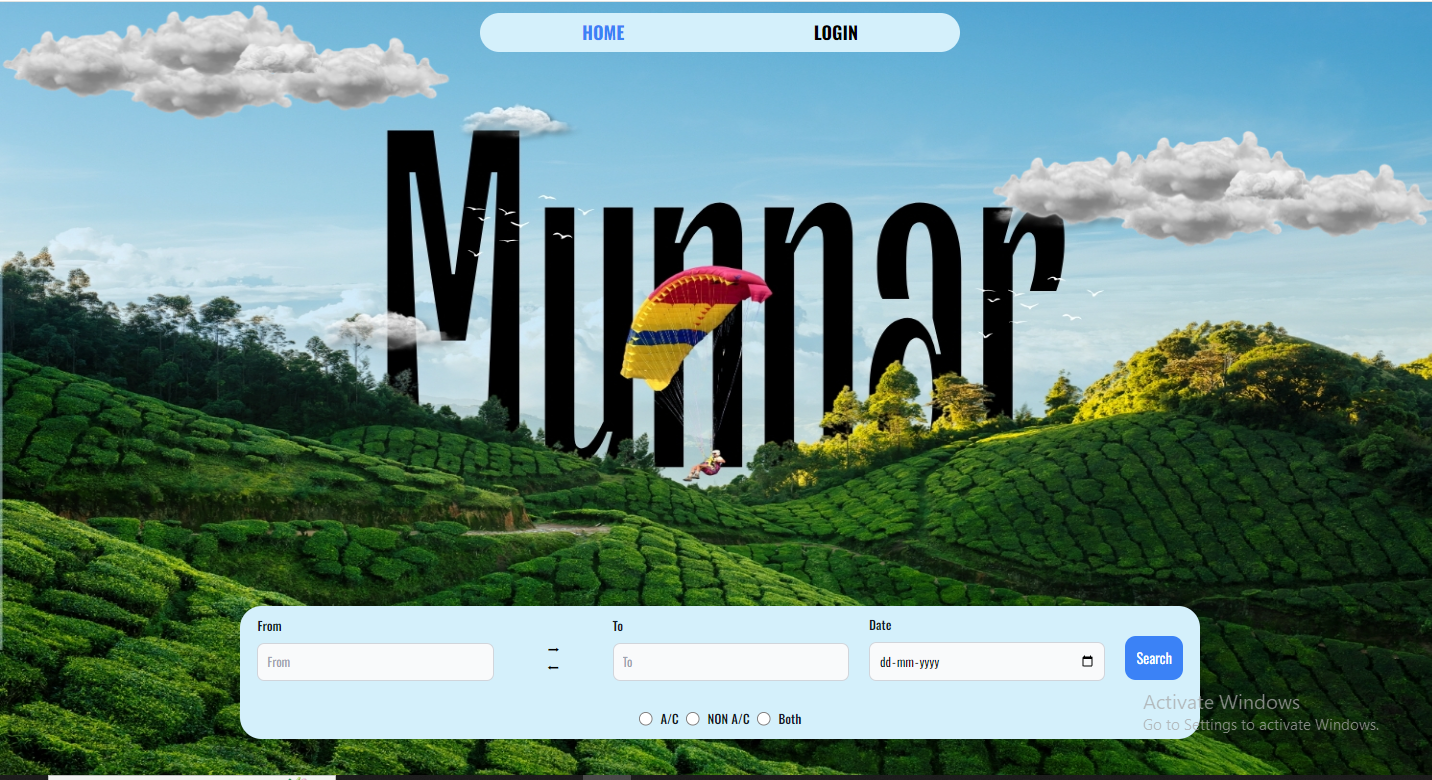 HOME LOGIN
Munnar
From To Date
From To dd-mm-yyyy Search
A/C NON A/C Both
Activate Windows
Go to Settings to activate Windows.